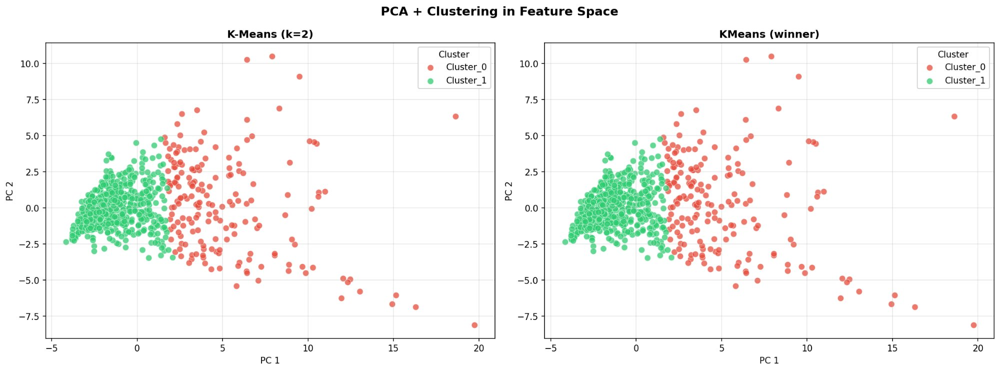 PCA + Clustering in Feature Space
K-Means (k=2)
10.0
7.5
5.0
2.5
0.0
−2.5
−5.0
−7.5
PC 2
−5
0
5
10
15
20
PC 1
Cluster
Cluster_0
Cluster_1
KMeans (winner)
10.0
7.5
5.0
2.5
0.0
−2.5
−5.0
−7.5
PC 2
−5
0
5
10
15
20
PC 1
Cluster
Cluster_0
Cluster_1